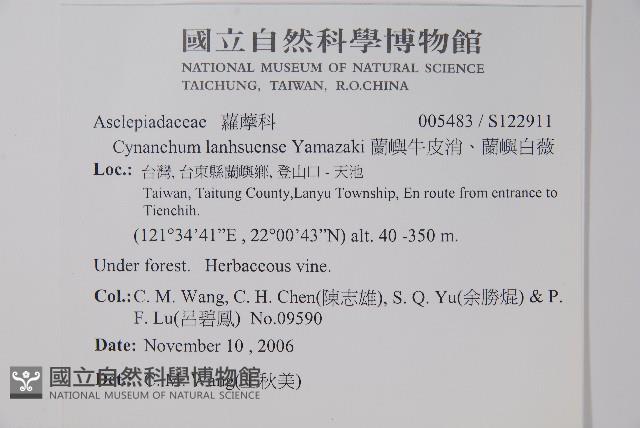 國立自然科學博物館
NATIONAL MUSEUM OF NATURAL SCIENCE
TAICHUNG, TAIWAN, R.O.CHINA
Asclepiadaceae 蘿藦科 005483 / S122911
Cynanchum lanhsuense Yamazaki 蘭嶼牛皮消、蘭嶼白薇
Loc.: 台灣, 台東縣蘭嶼鄉, 登山口 - 天池
Taiwan, Taitung County,Lanyu Township, En route from entrance to
Tienchih.
(121°34’41”E , 22°00’43”N) alt. 40 -350 m.
Under forest. Herbaceous vine.
Col.: C. M. Wang, C. H. Chen(陳志雄), S. Q. Yu(余勝焜) & P.
F. Lu(呂碧鳳) No.09590
Date: November 10 , 2006
Det.: C. M. Wang(王秋美)
國立自然科學博物館
NATIONAL MUSEUM OF NATURAL SCIENCE